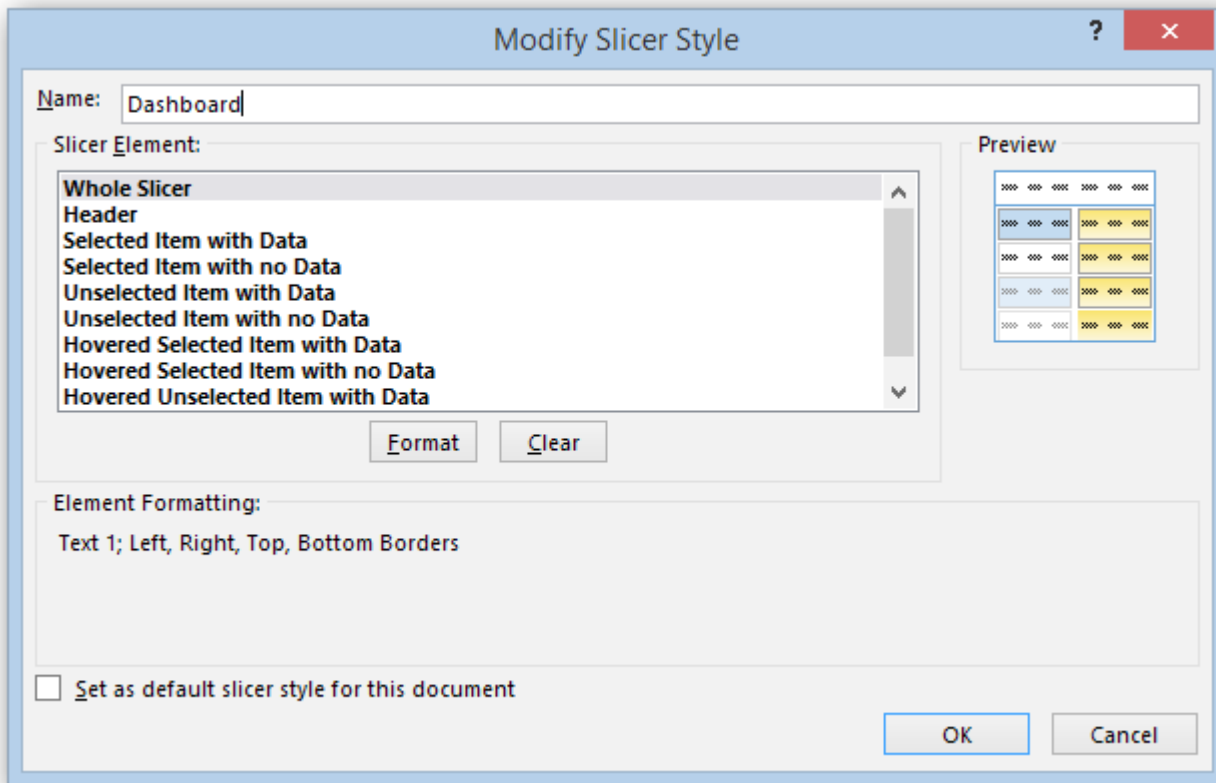 Modify Slicer Style
?
Name: Dashboard
Slicer Element:
Whole Slicer
Header
Selected Item with Data
Selected Item with no Data
Unselected Item with Data
Unselected Item with no Data
Hovered Selected Item with Data
Hovered Selected Item with no Data
Hovered Unselected Item with Data
Format Clear
Preview
Element Formatting:
Text 1; Left, Right, Top, Bottom Borders
Set as default slicer style for this document
OK Cancel